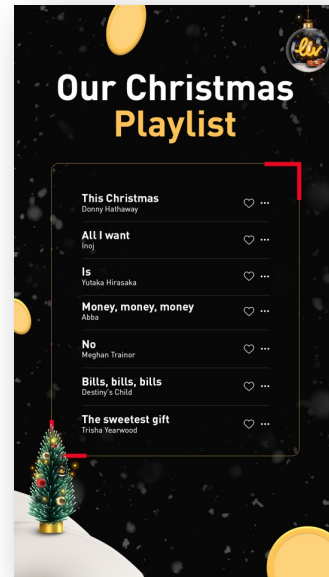 liv
Our Christmas
Playlist
This Christmas
Donny Hathaway
All I want
Inoj
Is
Yutaka Hirasaka
Money, money, money
Abba
No
Meghan Trainor
Bills, bills, bills
Destiny's Child
The sweetest gift
Trisha Yearwood